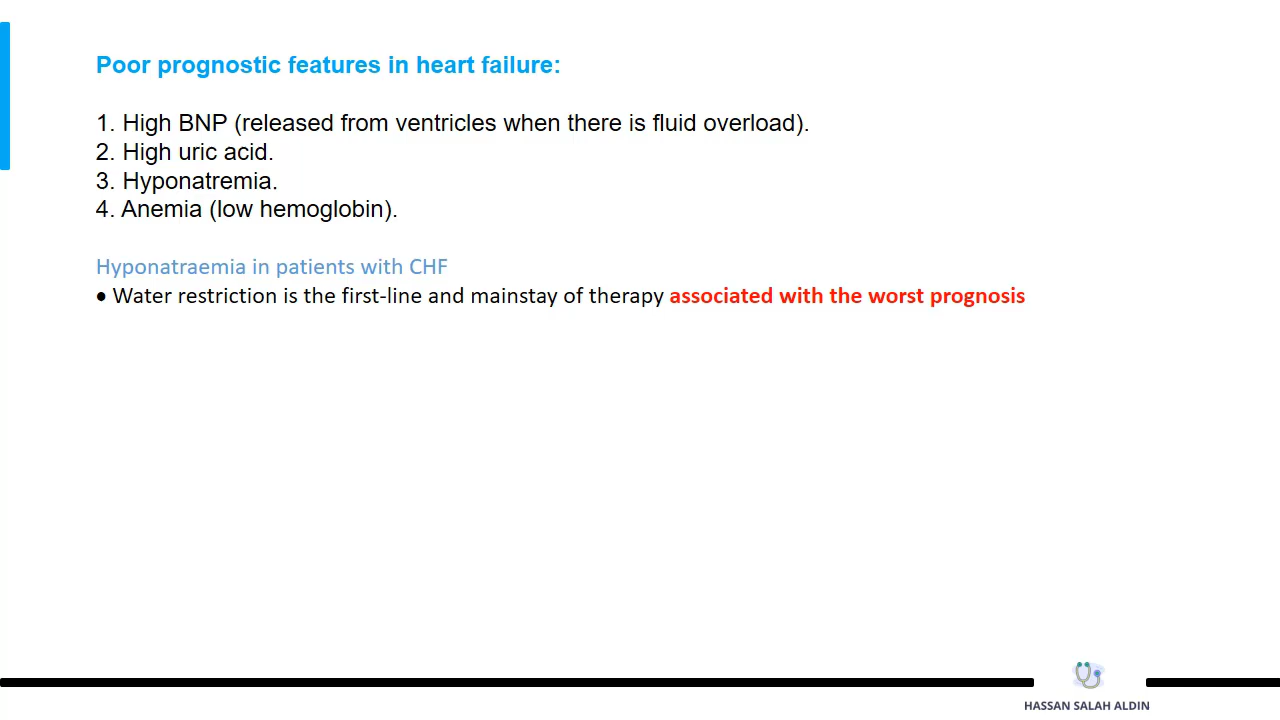 Poor prognostic features in heart failure:
1. High BNP (released from ventricles when there is fluid overload).
2. High uric acid.
3. Hyponatremia.
4. Anemia (low hemoglobin).
Hyponatraemia in patients with CHF
● Water restriction is the first-line and mainstay of therapy associated with the worst prognosis
HASSAN SALAH ALDIN